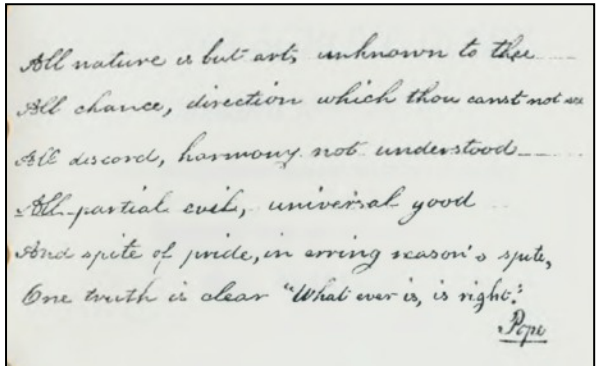 All nature is but art, unknown to thee
All chance, direction which thou canst not see
All discord, harmony not understood
All partial evil, universal good
And spite of pride, in erring reason's spite,
One truth is clear "What ever is, is right."
Pope